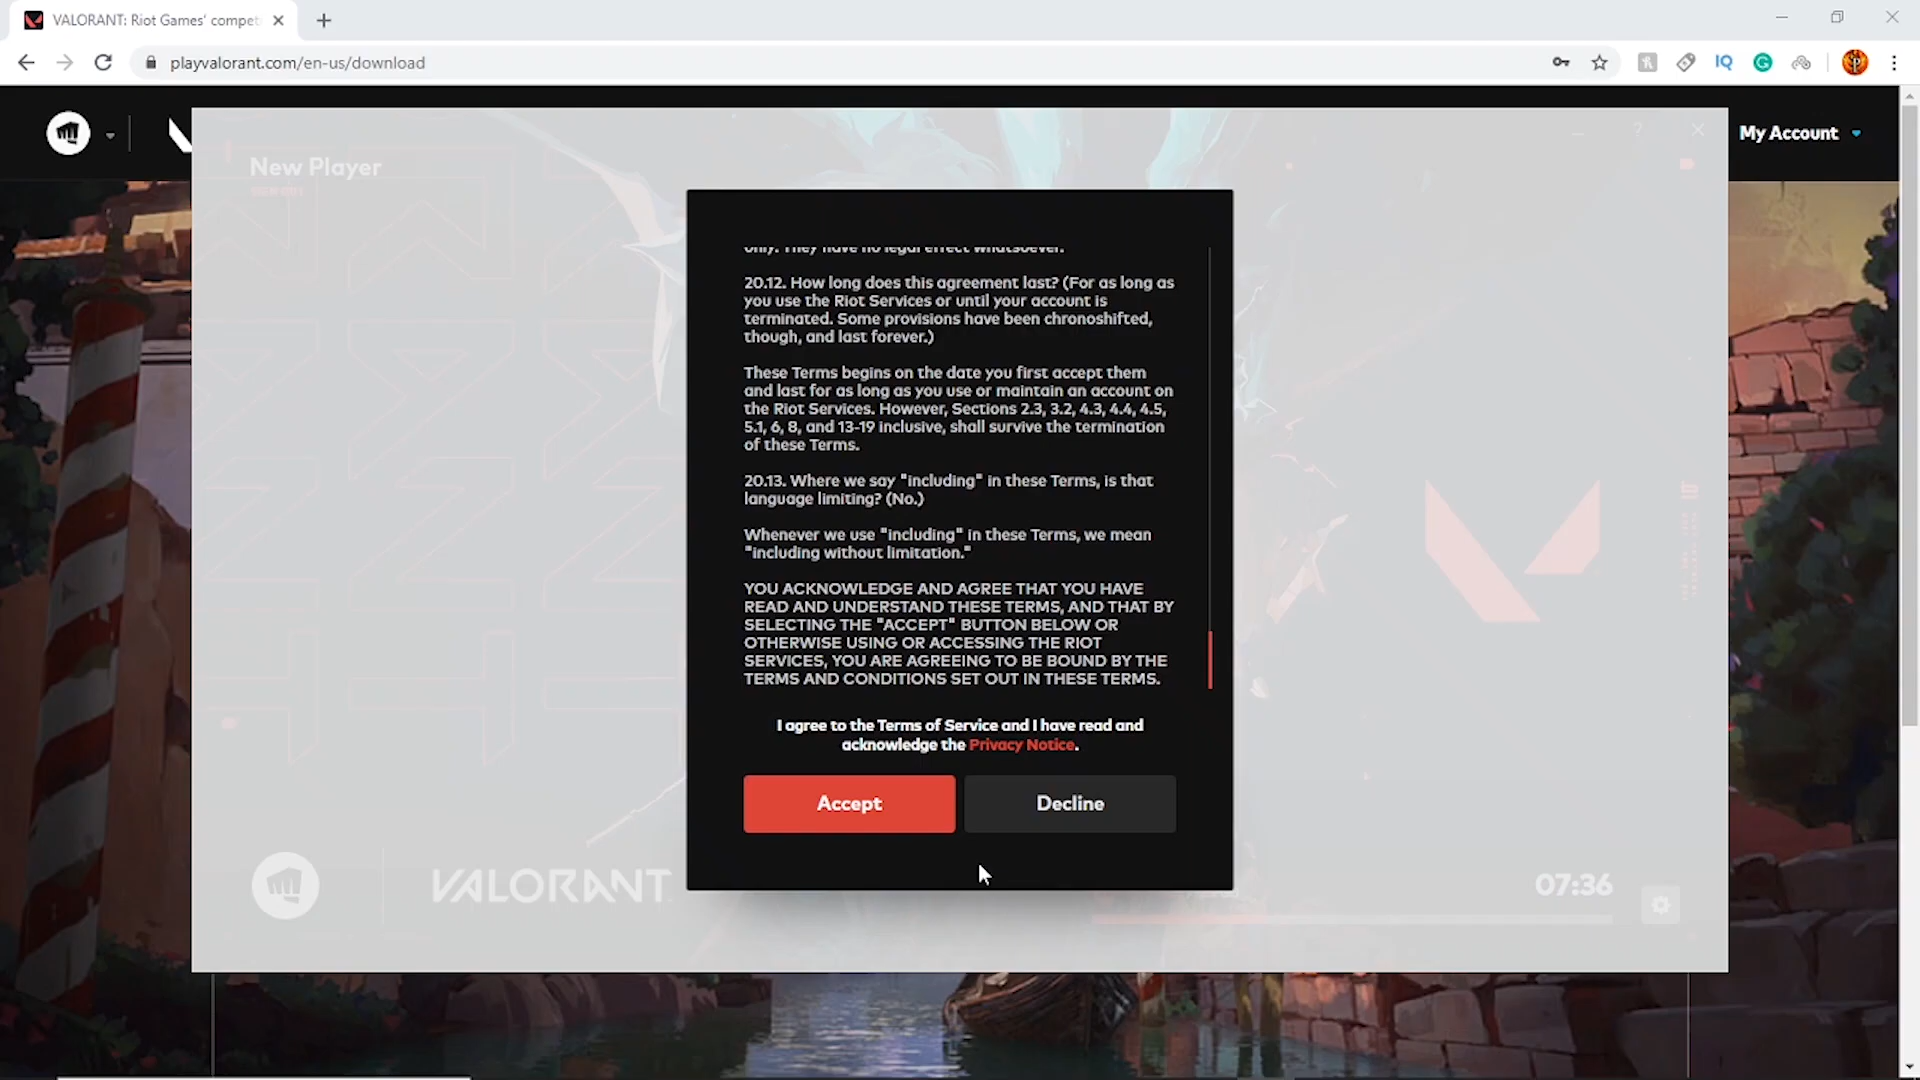 VALORANT: Riot Games' compet
playvalorant.com/en-us/download
IQ
My Account
New Player
only. They have no legal effect whatsoever.
20.12. How long does this agreement last? (For as long as
you use the Riot Services or until your account is
terminated. Some provisions have been chronoshifted,
though, and last forever.)
These Terms begins on the date you first accept them
and last for as long as you use or maintain an account on
the Riot Services. However, Sections 2.3, 3.2, 4.3, 4.4, 4.5,
5.1, 6, 8, and 13-19 inclusive, shall survive the termination
of these Terms.
20.13. Where we say "including" in these Terms, is that
language limiting? (No.)
Whenever we use "including" in these Terms, we mean
"including without limitation."
YOU ACKNOWLEDGE AND AGREE THAT YOU HAVE
READ AND UNDERSTAND THESE TERMS, AND THAT BY
SELECTING THE "ACCEPT" BUTTON BELOW OR
OTHERWISE USING OR ACCESSING THE RIOT
SERVICES, YOU ARE AGREEING TO BE BOUND BY THE
TERMS AND CONDITIONS SET OUT IN THESE TERMS.
I agree to the Terms of Service and I have read and
acknowledge the Privacy Notice.
Accept
Decline
VALORANT
07:36